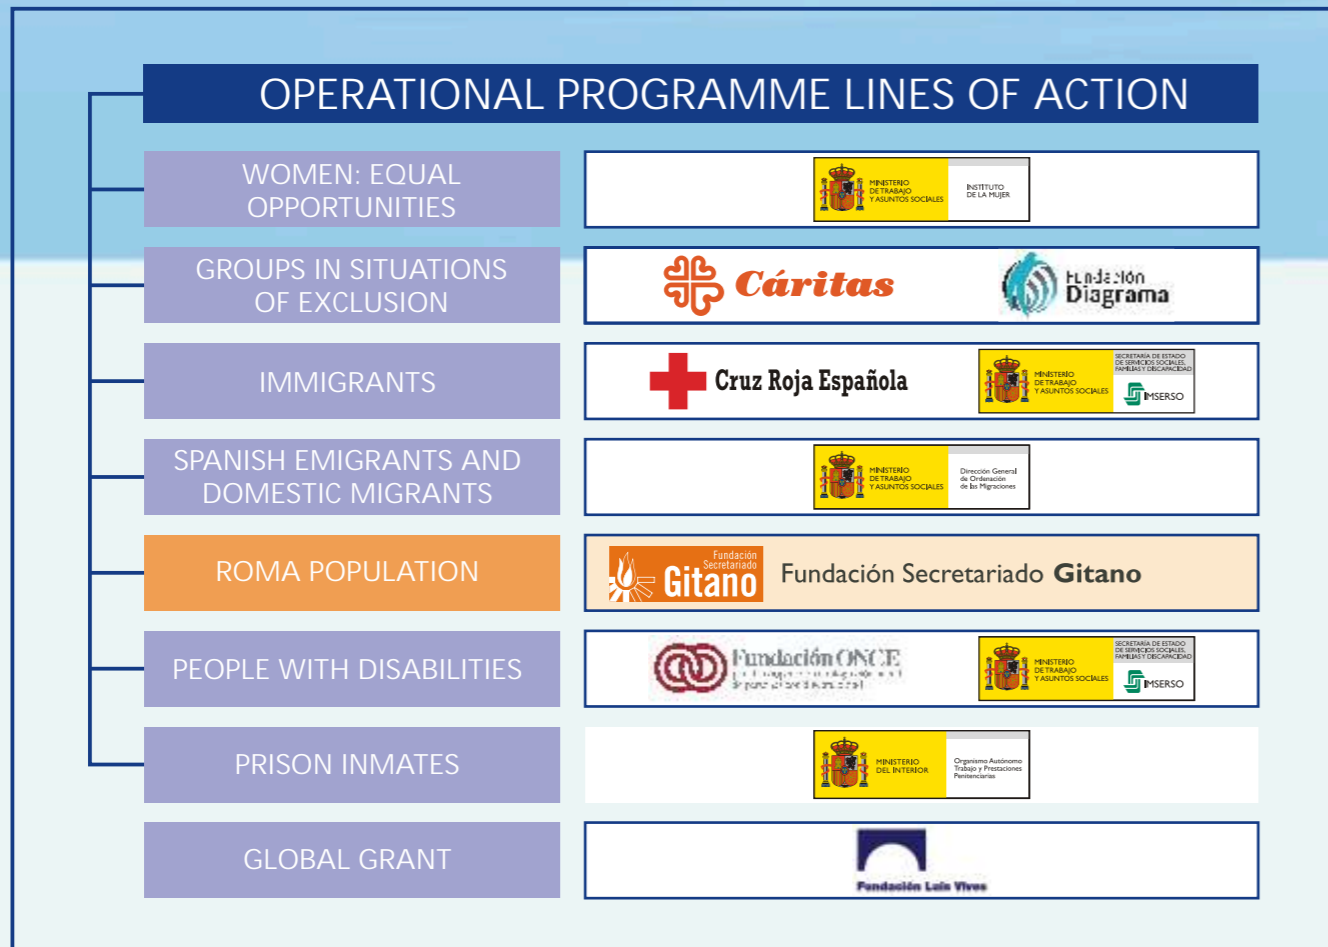 OPERATIONAL PROGRAMME LINES OF ACTION
WOMEN: EQUAL
OPPORTUNITIES
MINISTERIO
DE TRABAJO
Y ASUNTOS SOCIALES
INSTITUTO
DE LA MUJER
GROUPS IN SITUATIONS
OF EXCLUSION
Cáritas
Fundación
Diagrama
IMMIGRANTS
Cruz Roja Española
MINISTERIO
DE TRABAJO
Y ASUNTOS SOCIALES
SECRETARÍA DE ESTADO
DE SERVICIOS SOCIALES,
FAMILIAS Y DISCAPACIDAD
IMSERSO
SPANISH EMIGRANTS AND
DOMESTIC MIGRANTS
MINISTERIO
DE TRABAJO
Y ASUNTOS SOCIALES
Dirección General
de Ordenación
de las Migraciones
ROMA POPULATION
Fundación
Secretariado
Gitano
Fundación Secretariado Gitano
PEOPLE WITH DISABILITIES
Fundación ONCE
MINISTERIO
DE TRABAJO
Y ASUNTOS SOCIALES
SECRETARÍA DE ESTADO
DE SERVICIOS SOCIALES,
FAMILIAS Y DISCAPACIDAD
IMSERSO
PRISON INMATES
MINISTERIO
DEL INTERIOR
Organismo Autónomo
Trabajo y Prestaciones
Penitenciarias
GLOBAL GRANT
Fundación Luis Vives